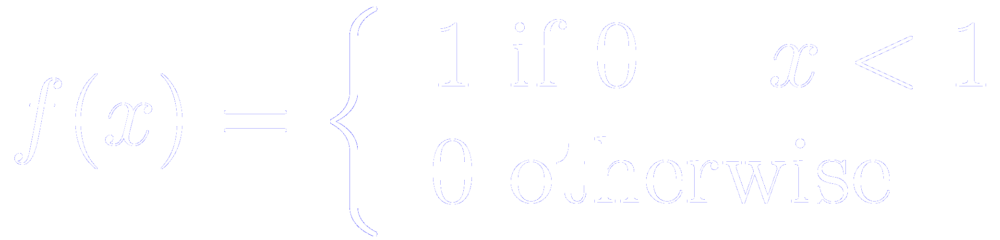 f(x) = { 1 if 0 x < 1
0 otherwise